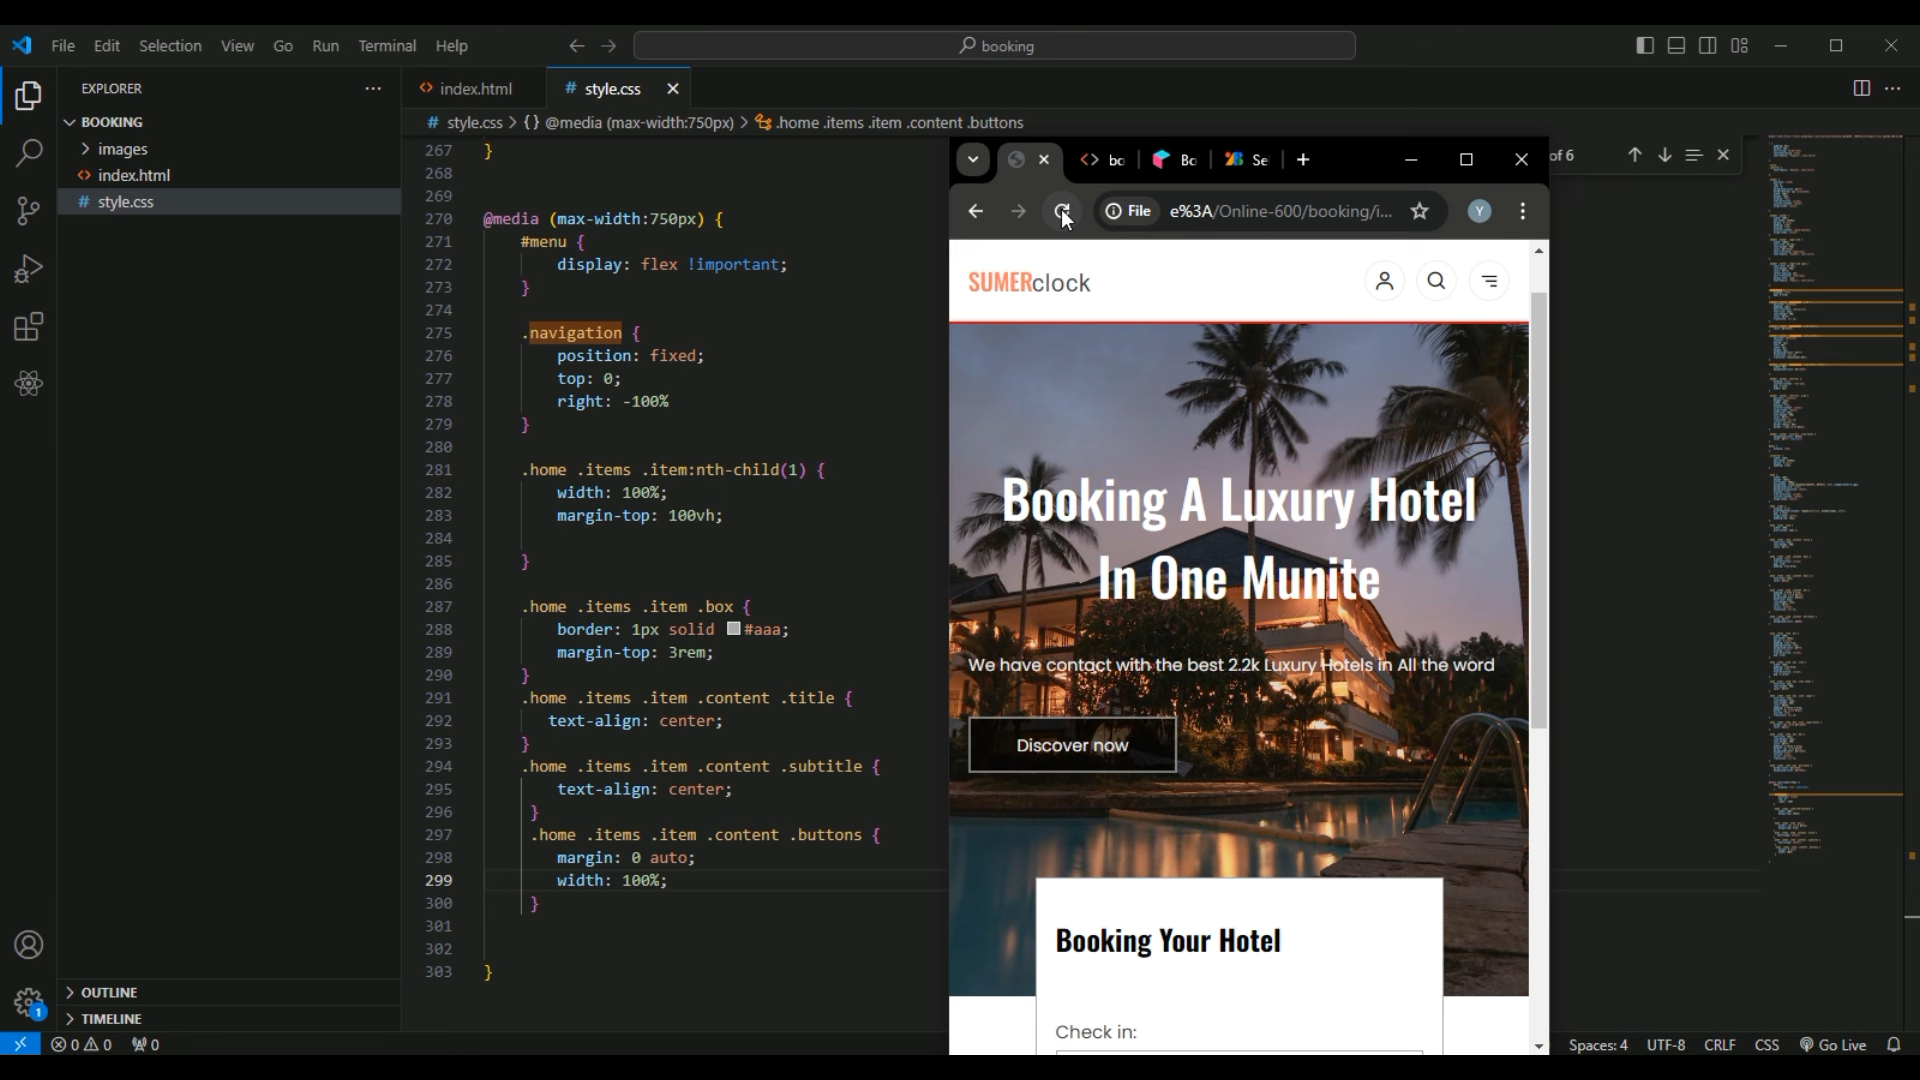 File Edit Selection View Go Run Terminal Help
booking
EXPLORER
BOOKING
images
index.html
style.css
OUTLINE
TIMELINE
index.html
style.css
style.css > {} @media (max-width:750px) > .home .items .item .content .buttons
267 }
268
269
270 @media (max-width:750px) {
271 #menu {
272 display: flex !important;
273 }
274
275 .navigation {
276 position: fixed;
277 top: 0;
278 right: -100%
279 }
280
281 .home .items .item:nth-child(1) {
282 width: 100%;
283 margin-top: 100vh;
284
285 }
286
287 .home .items .item .box {
288 border: 1px solid #aaa;
289 margin-top: 3rem;
290 }
291 .home .items .item .content .title {
292 text-align: center;
293 }
294 .home .items .item .content .subtitle {
295 text-align: center;
296 }
297 .home .items .item .content .buttons {
298 margin: 0 auto;
299 width: 100%;
300 }
301
302
303 }
of 6
bo
Bo
Se
File e%3A/Online-600/booking/i...
Y
SUMERclock
Booking A Luxury Hotel
In One Munite
We have contact with the best 2.2k Luxury Hotels in All the word
Discover now
Booking Your Hotel
Check in:
1
0 0 0
Spaces: 4 UTF-8 CRLF CSS Go Live